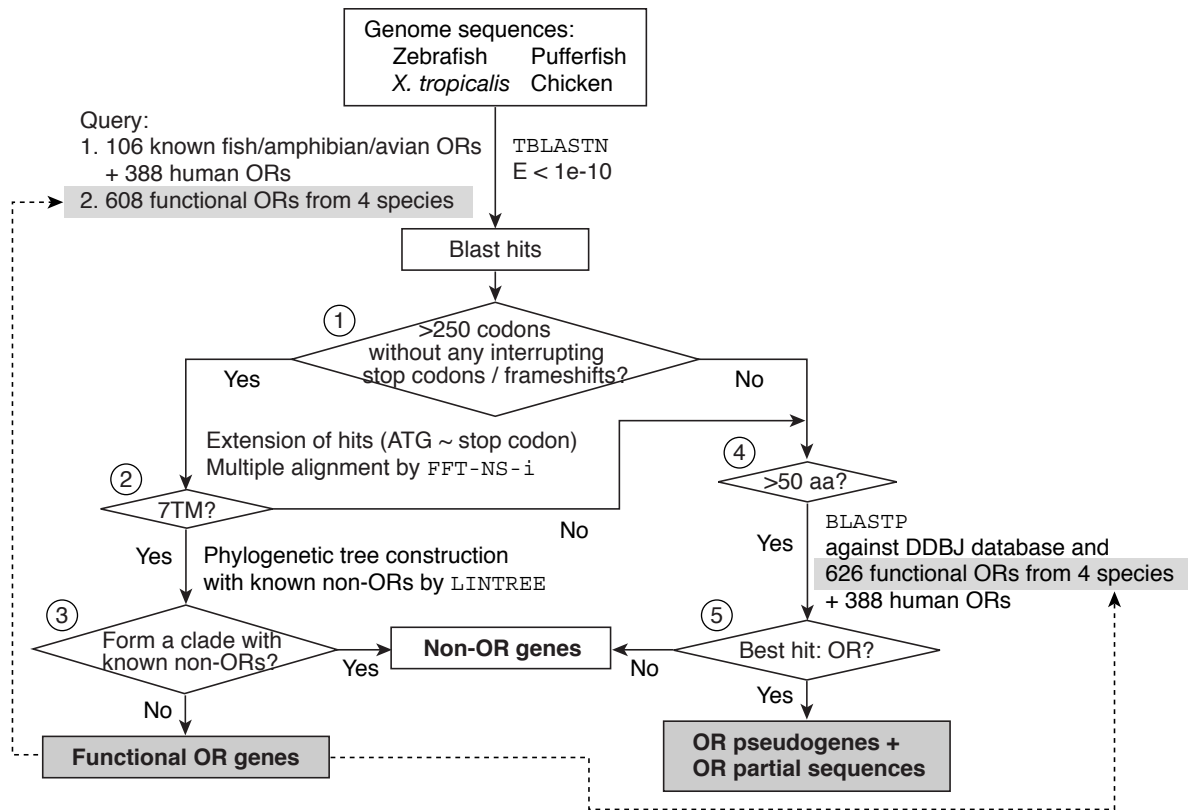 Genome sequences:
Zebrafish Pufferfish
X. tropicalis Chicken
Query:
1. 106 known fish/amphibian/avian ORs
+ 388 human ORs
2. 608 functional ORs from 4 species
TBLASTN
E < 1e-10
Blast hits
1
>250 codons
without any interrupting
stop codons / frameshifts?
Yes
No
Extension of hits (ATG ~ stop codon)
Multiple alignment by FFT-NS-i
2
7TM?
No
Yes
4
>50 aa?
Yes
BLASTP
against DDBJ database and
626 functional ORs from 4 species
+ 388 human ORs
Phylogenetic tree construction
with known non-ORs by LINTREE
3
Form a clade with
known non-ORs?
Yes
No
Non-OR genes
5
Best hit: OR?
No
Yes
Functional OR genes
OR pseudogenes +
OR partial sequences